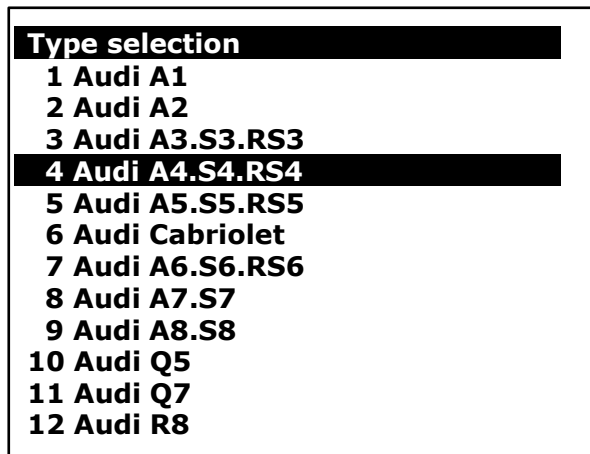 Type selection
1 Audi A1
2 Audi A2
3 Audi A3.S3.RS3
4 Audi A4.S4.RS4
5 Audi A5.S5.RS5
6 Audi Cabriolet
7 Audi A6.S6.RS6
8 Audi A7.S7
9 Audi A8.S8
10 Audi Q5
11 Audi Q7
12 Audi R8